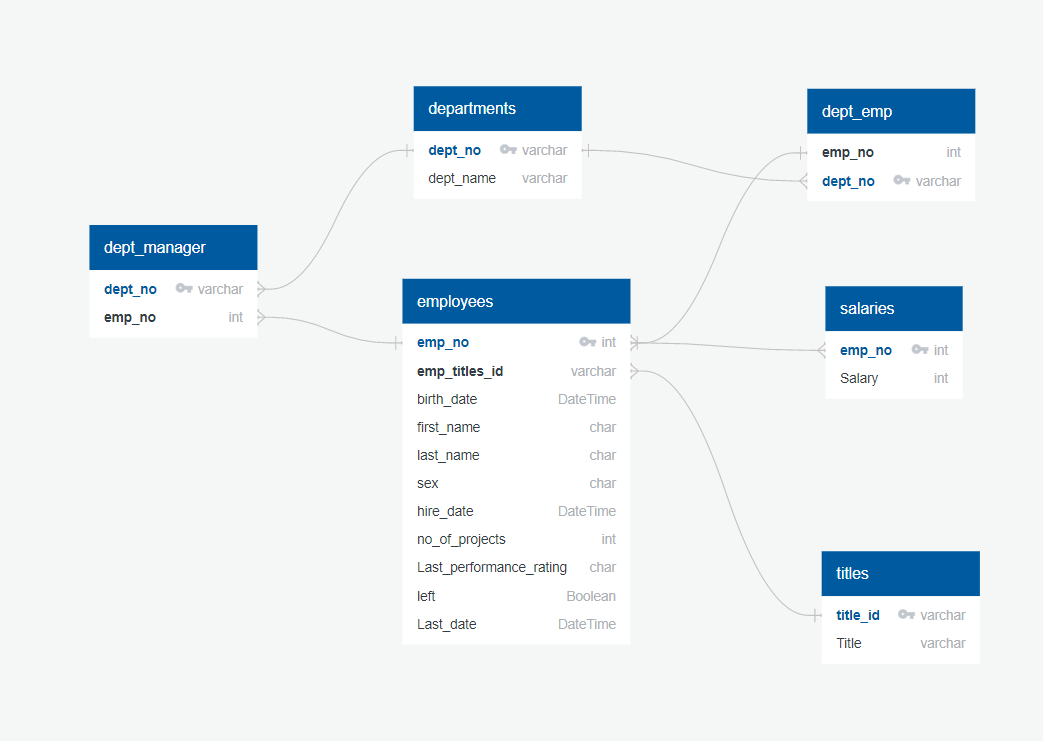 departments
dept_no varchar
dept_name varchar
dept_emp
emp_no int
dept_no varchar
dept_manager
dept_no varchar
emp_no int
employees
emp_no int
emp_titles_id varchar
birth_date DateTime
first_name char
last_name char
sex char
hire_date DateTime
no_of_projects int
Last_performance_rating char
left Boolean
Last_date DateTime
salaries
emp_no int
Salary int
titles
title_id varchar
Title varchar